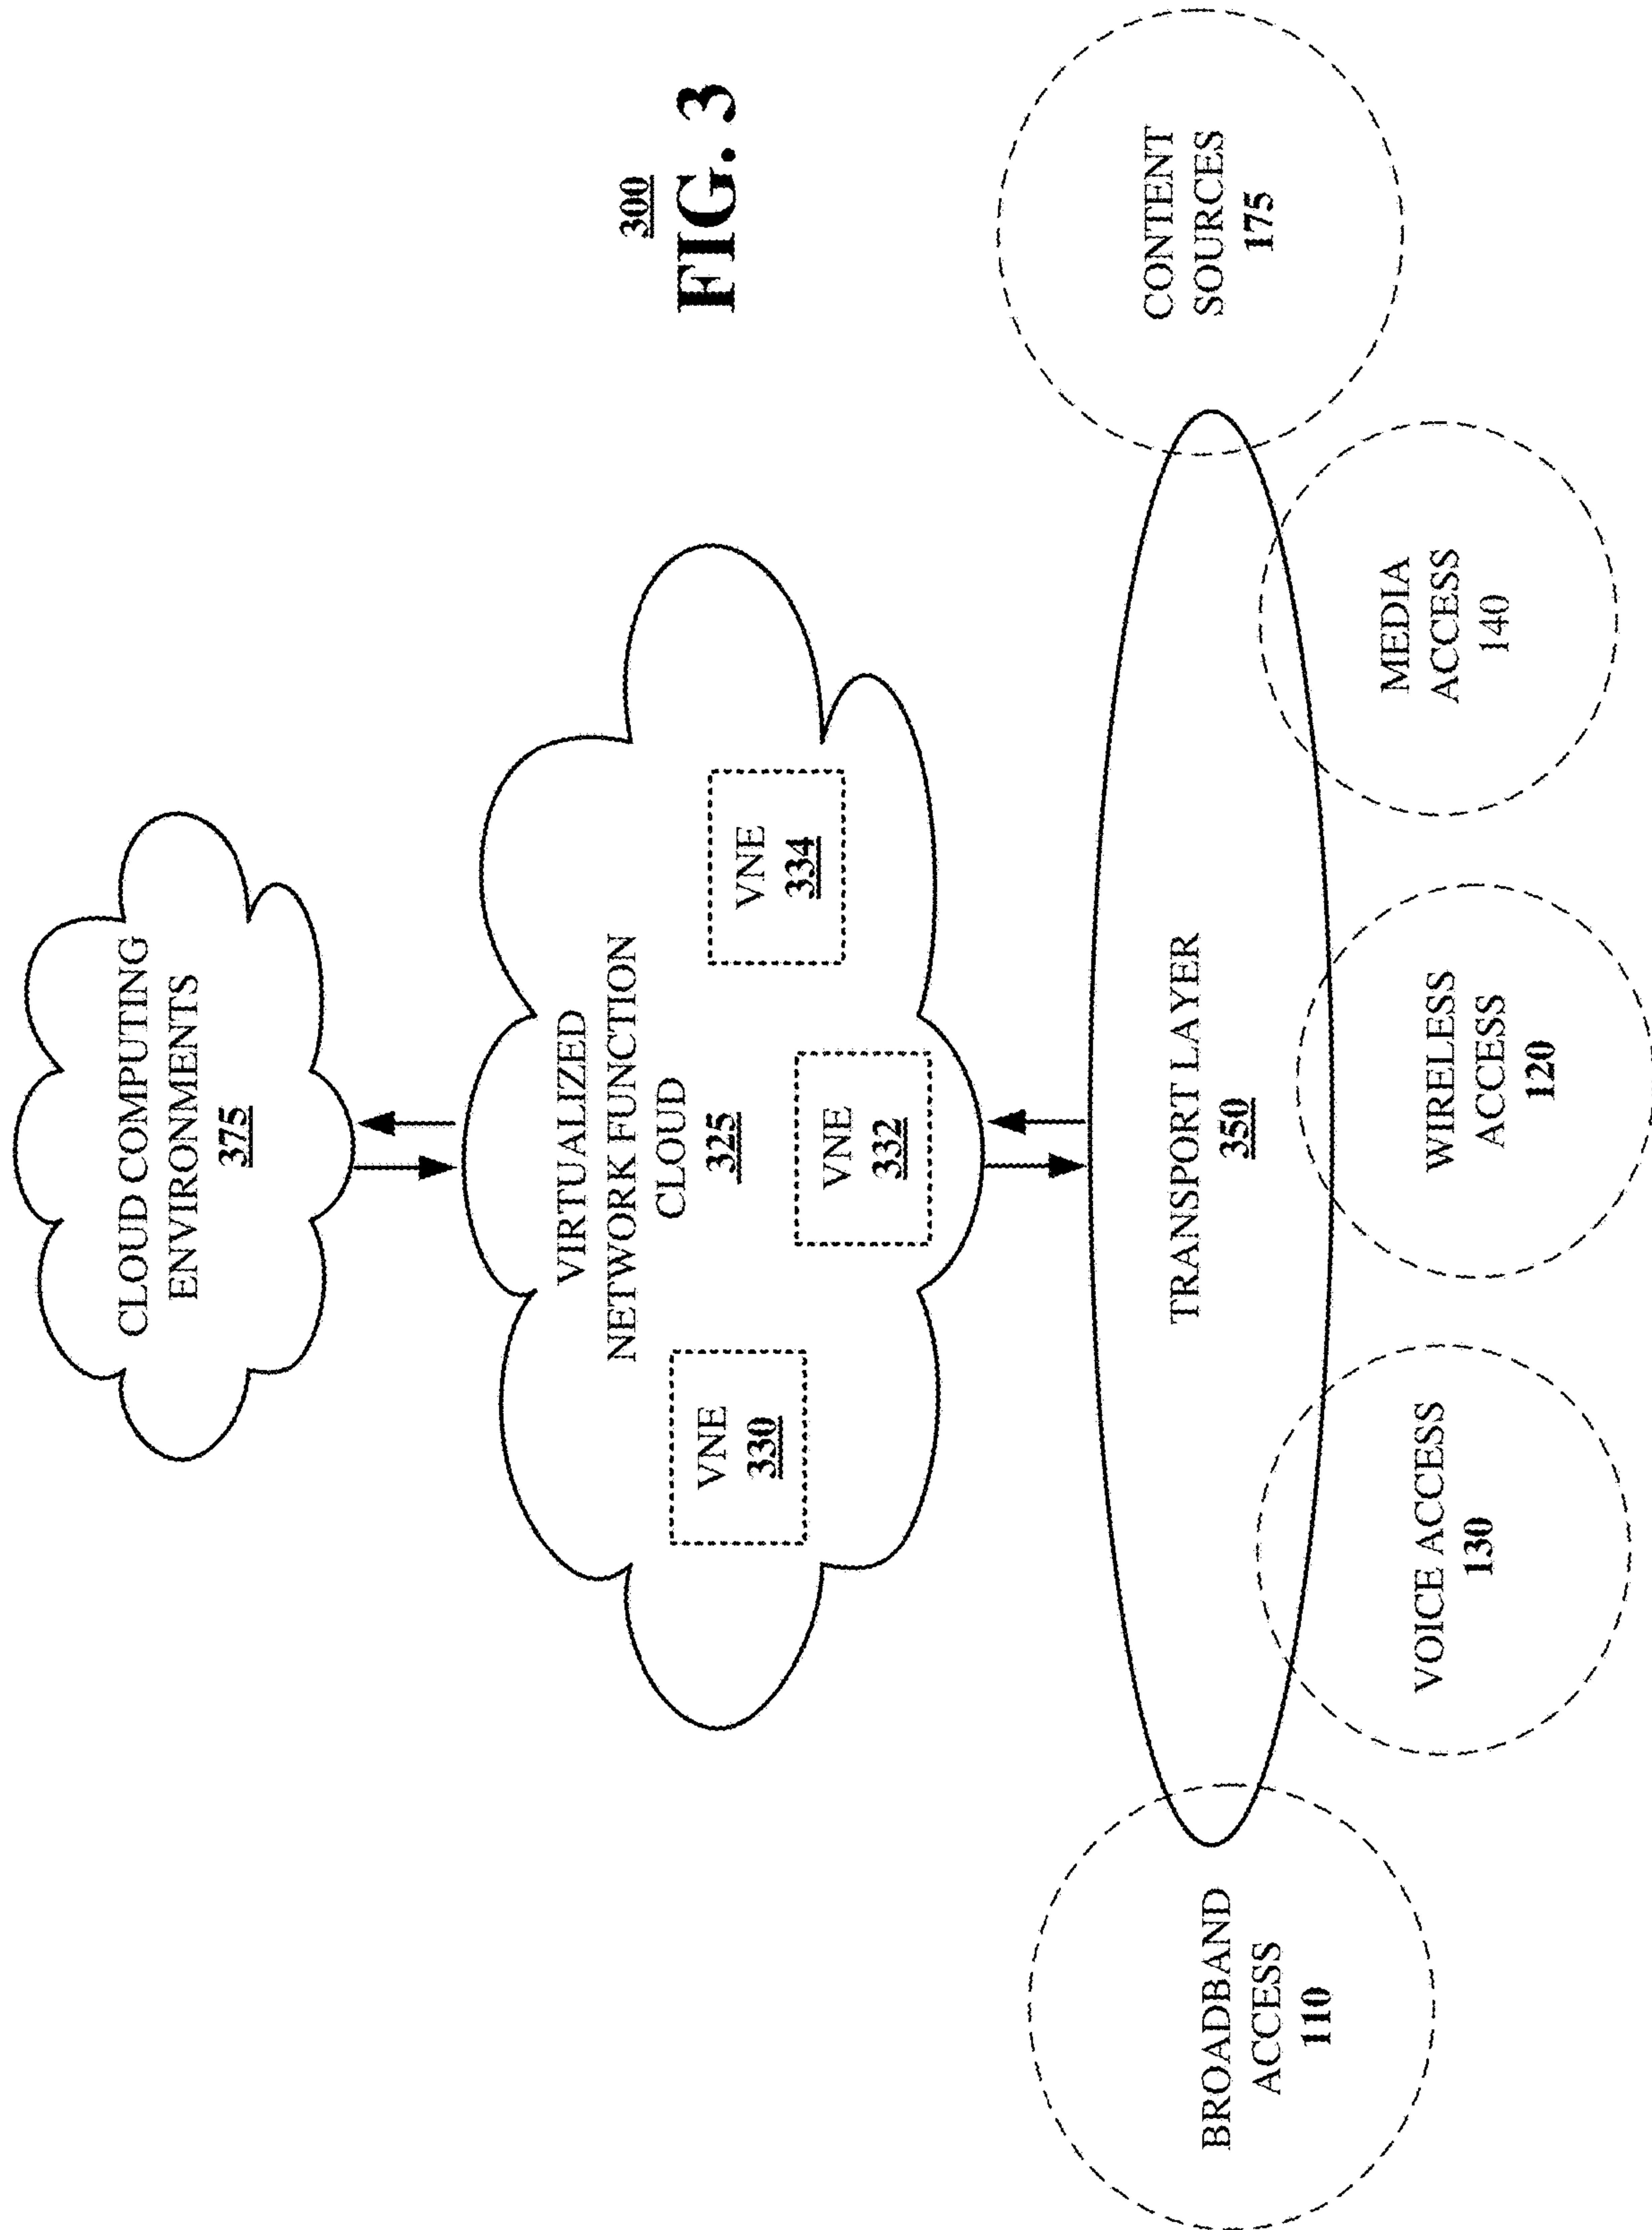 CLOUD COMPUTING
ENVIRONMENTS
375
VIRTUALIZED
NETWORK FUNCTION
CLOUD
325
VNE
330
VNE
332
VNE
334
300
FIG. 3
TRANSPORT LAYER
350
BROADBAND
ACCESS
110
VOICE ACCESS
130
WIRELESS
ACCESS
120
MEDIA
ACCESS
140
CONTENT
SOURCES
175